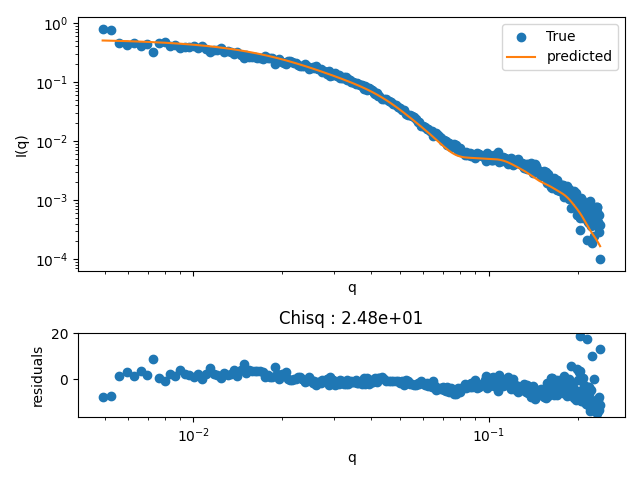 10⁰
10⁻¹
10⁻²
10⁻³
10⁻⁴
I(q)
True
predicted
q
Chisq : 2.48e+01
20
0
residuals
10⁻²
10⁻¹
q